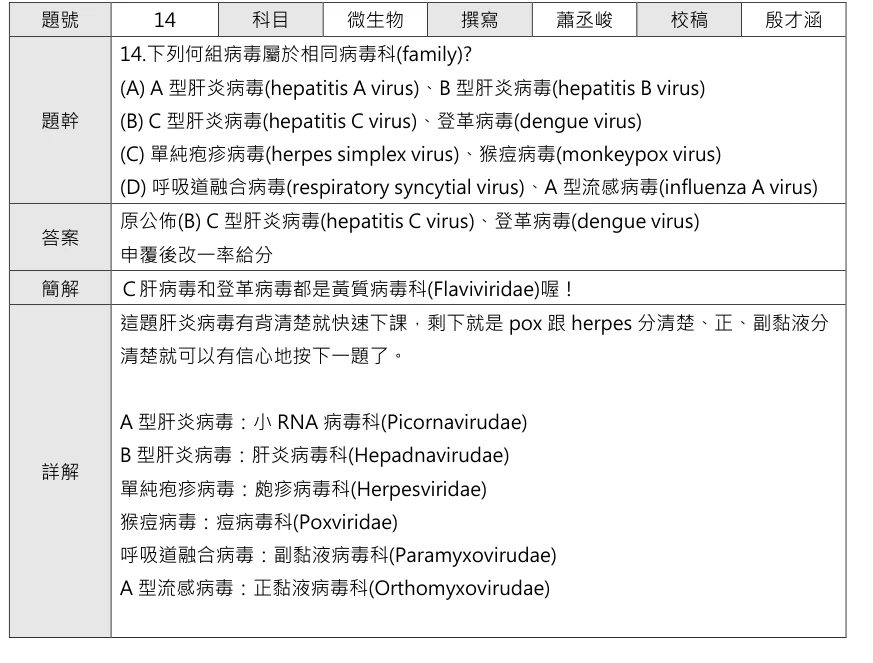 題號 14 科目 微生物 撰寫 蕭丞峻 校稿 殷才涵
題幹
14.下列何組病毒屬於相同病毒科(family)?
(A) A 型肝炎病毒(hepatitis A virus)、B 型肝炎病毒(hepatitis B virus)
(B) C 型肝炎病毒(hepatitis C virus)、登革病毒(dengue virus)
(C) 單純疱疹病毒(herpes simplex virus)、猴痘病毒(monkeypox virus)
(D) 呼吸道融合病毒(respiratory syncytial virus)、A 型流感病毒(influenza A virus)
答案
原公佈(B) C 型肝炎病毒(hepatitis C virus)、登革病毒(dengue virus)
申覆後改一率給分
簡解
C肝病毒和登革病毒都是黃質病毒科(Flaviviridae)喔！
詳解
這題肝炎病毒有背清楚就快速下課，剩下就是 pox 跟 herpes 分清楚、正、副黏液分
清楚就可以有信心地按下一題了。
A 型肝炎病毒：小 RNA 病毒科(Picornavirudae)
B 型肝炎病毒：肝炎病毒科(Hepadnavirudae)
單純疱疹病毒：皰疹病毒科(Herpesviridae)
猴痘病毒：痘病毒科(Poxviridae)
呼吸道融合病毒：副黏液病毒科(Paramyxovirudae)
A 型流感病毒：正黏液病毒科(Orthomyxovirudae)